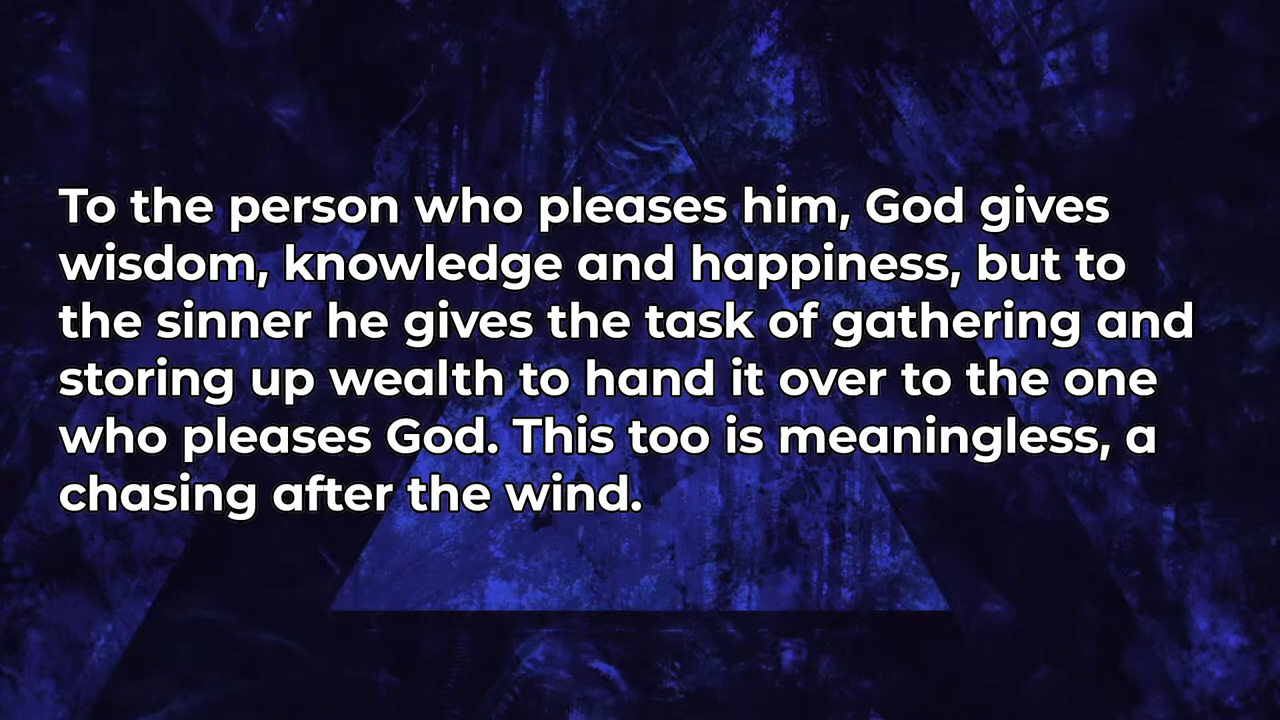 To the person who pleases him, God gives
wisdom, knowledge and happiness, but to
the sinner he gives the task of gathering and
storing up wealth to hand it over to the one
who pleases God. This too is meaningless, a
chasing after the wind.